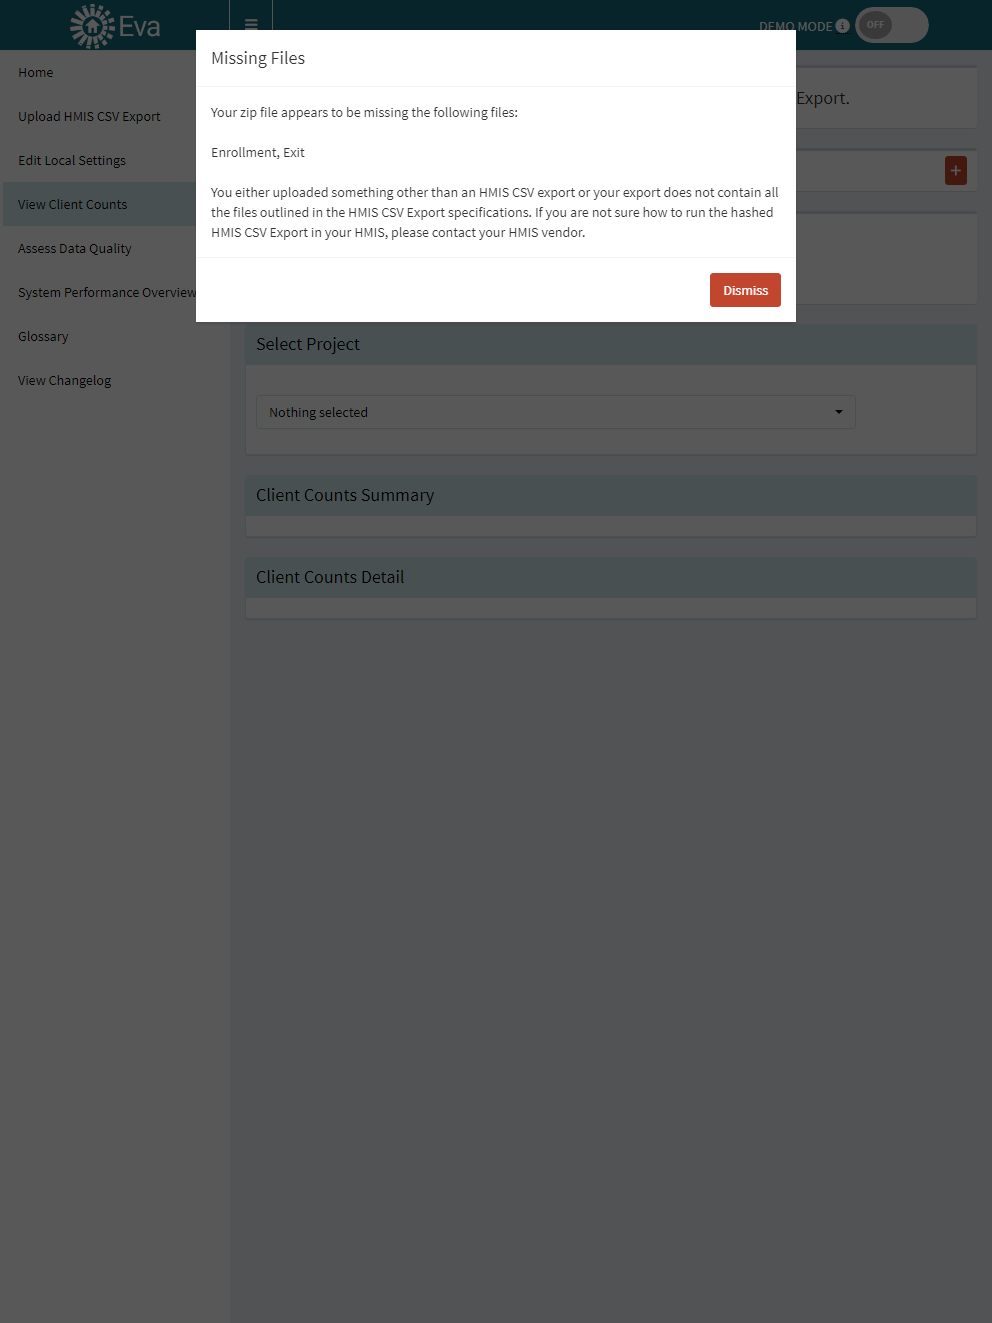 Eva
DEMO MODE
OFF
Missing Files
Your zip file appears to be missing the following files:
Enrollment, Exit
You either uploaded something other than an HMIS CSV export or your export does not contain all
the files outlined in the HMIS CSV Export specifications. If you are not sure how to run the hashed
HMIS CSV Export in your HMIS, please contact your HMIS vendor.
Dismiss
Home
Upload HMIS CSV Export
Edit Local Settings
View Client Counts
Assess Data Quality
System Performance Overview
Glossary
View Changelog
Export.
Select Project
Nothing selected
Client Counts Summary
Client Counts Detail